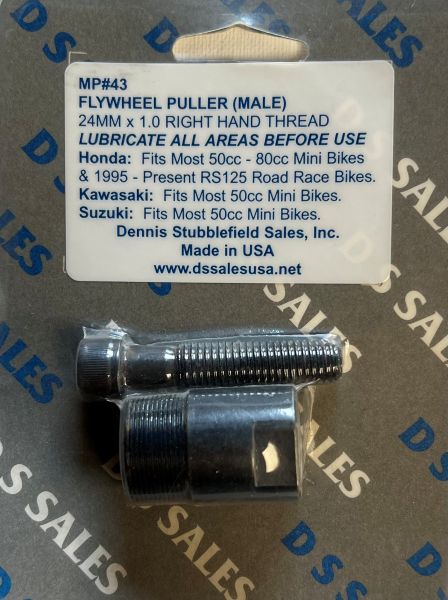 D S SALES
MP#43
FLYWHEEL PULLER (MALE)
24MM x 1.0 RIGHT HAND THREAD
LUBRICATE ALL AREAS BEFORE USE
Honda: Fits Most 50cc - 80cc Mini Bikes
& 1995 - Present RS125 Road Race Bikes.
Kawasaki: Fits Most 50cc Mini Bikes.
Suzuki: Fits Most 50cc Mini Bikes.
Dennis Stubblefield Sales, Inc.
Made in USA
www.dssalesusa.net
D S SALES
D S SALES
D S SALES
D S SALES